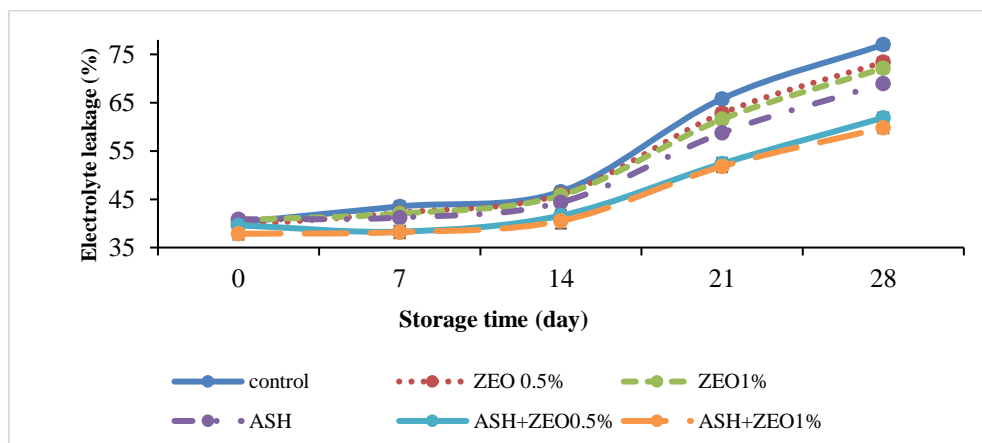 Electrolyte leakage (%)
75
65
55
45
35
0 7 14 21 28
Storage time (day)
control ZEO 0.5% ZEO1%
ASH ASH+ZEO0.5% ASH+ZEO1%